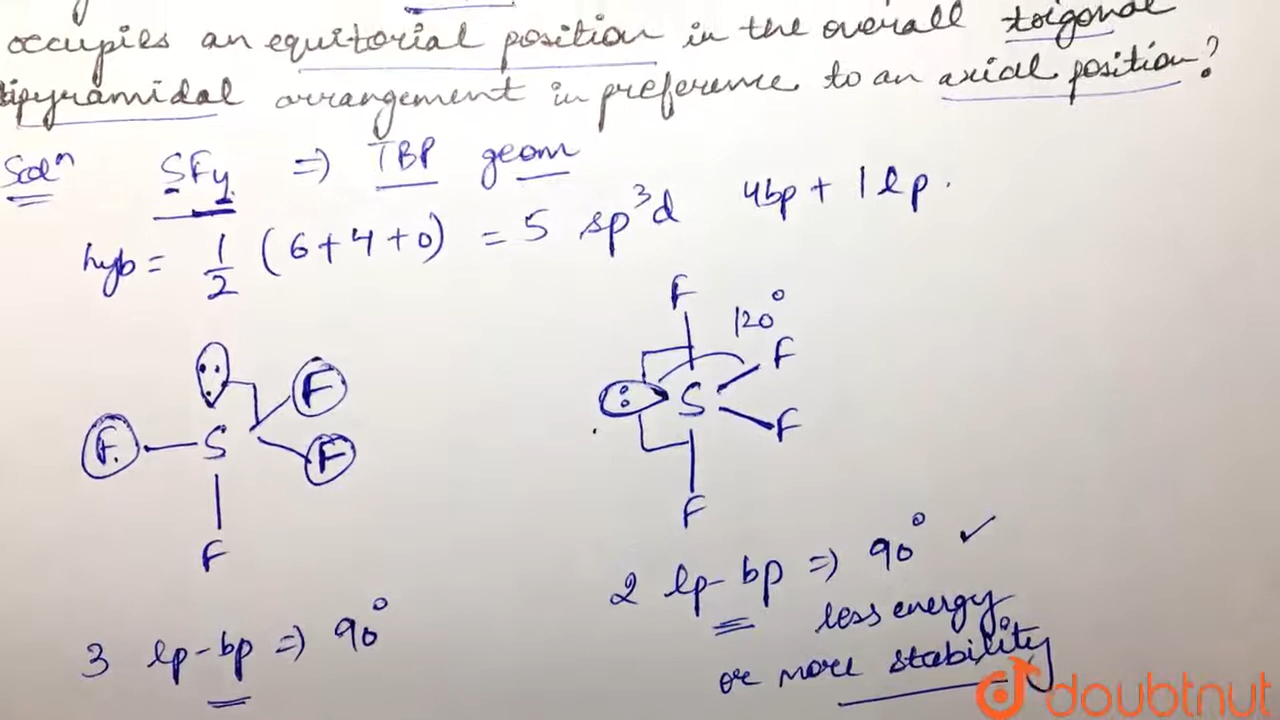 occupies an equitorial position in the overall trigonal
bipyramidal arrangement in preference to an axial position?
Solⁿ SF4 => TBP geom
hyb = 1/2 (6+4+0) = 5 sp³d 4bp + 1lp.
F
120°
F
F
F S F
F S F
F
F
2 lp-bp => 90° ✓
less energy
or more stability
3 lp-bp => 90°
doubtnut